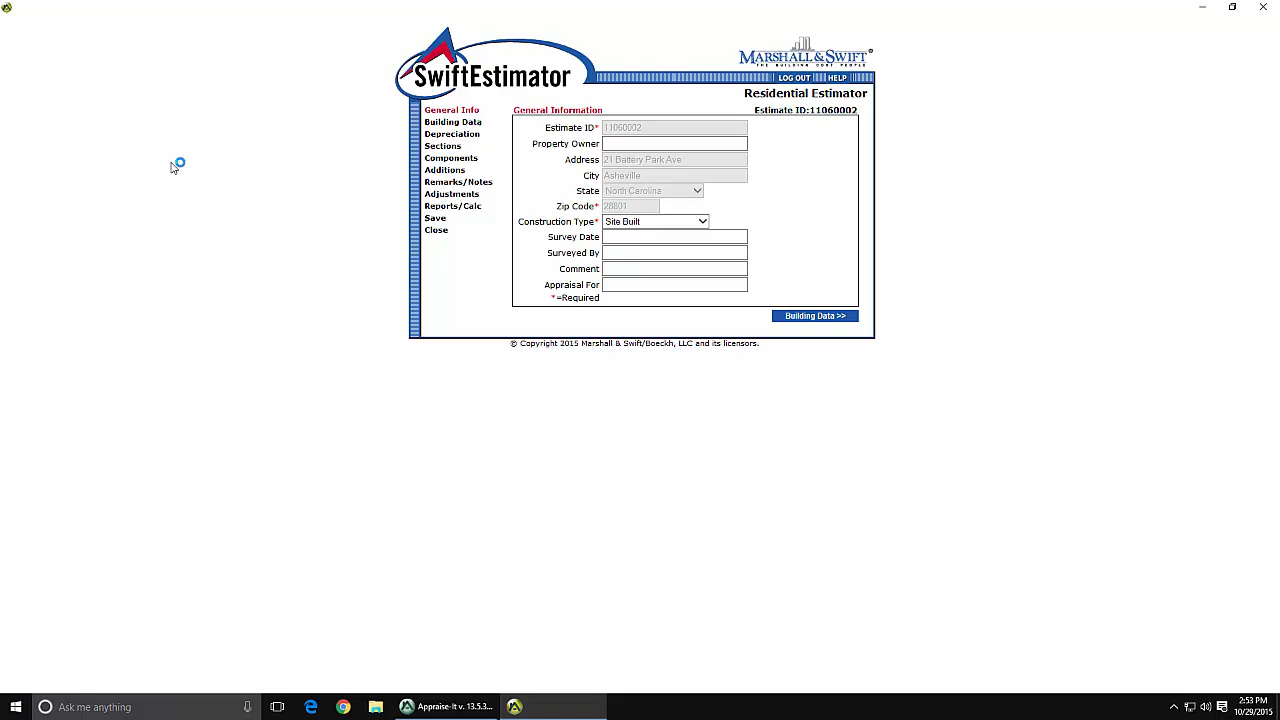 SwiftEstimator
MARSHALL & SWIFT
THE BUILDING COST PEOPLE
LOG OUT
HELP
Residential Estimator
General Info
Building Data
Depreciation
Sections
Components
Additions
Remarks/Notes
Adjustments
Reports/Calc
Save
Close
General Information
Estimate ID:11060002
Estimate ID* 11060002
Property Owner
Address 21 Battery Park Ave
City Asheville
State North Carolina
Zip Code* 28801
Construction Type* Site Built
Survey Date
Surveyed By
Comment
Appraisal For
*=Required
Building Data >>
© Copyright 2015 Marshall & Swift/Boeckh, LLC and its licensors.
Ask me anything
Appraise-It v. 13.5.3...
2:53 PM
10/29/2015